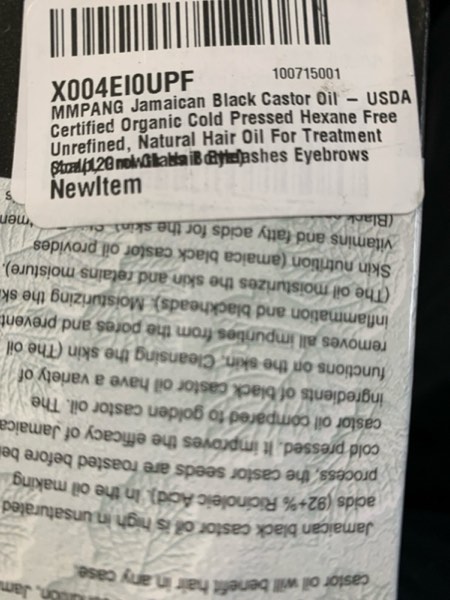 X004EI0UPF
100715001
MMPANG Jamaican Black Castor Oil – USDA
Certified Organic Cold Pressed Hexane Free
Unrefined, Natural Hair Oil For Treatment
Eyebrows
NewItem
castor oil will benefit hair in any case.
Jamaican black castor oil is high in unsaturated
acids (92+% Ricinoleic Acid). In the oil making
process, the castor seeds are roasted before bei
cold pressed. It improves the efficacy of Jamaica
castor oil compared to golden castor oil. The
ingredients of black castor oil have a variety of
functions on the skin. Cleansing the skin (The oil
removes all impurities from the pores and prevent
inflammation and blackheads). Moisturizing the sk
(The oil moisturizes the skin and retains moisture).
Skin nutrition (jamaica black castor oil provides
vitamins and fatty acids for the skin).
(Black